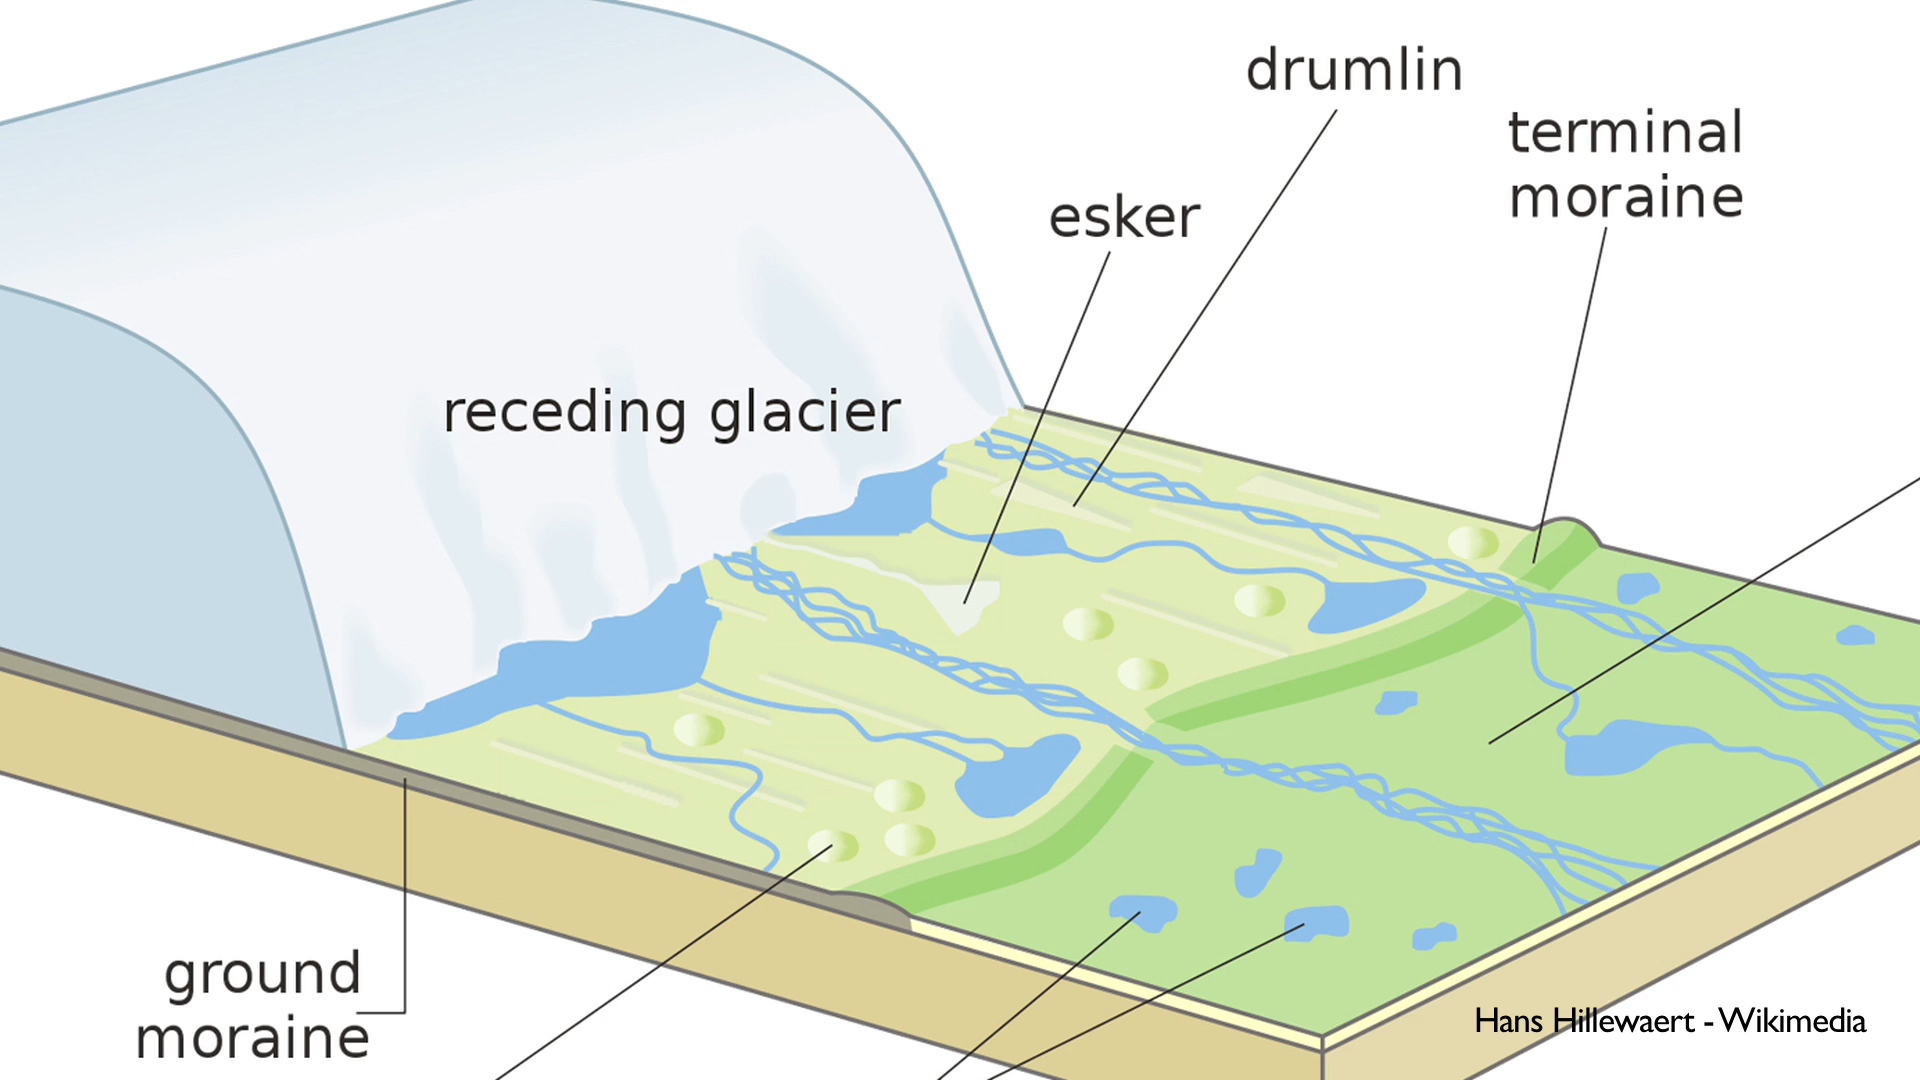 drumlin
terminal
moraine
esker
receding glacier
ground
moraine
Hans Hillewaert - Wikimedia